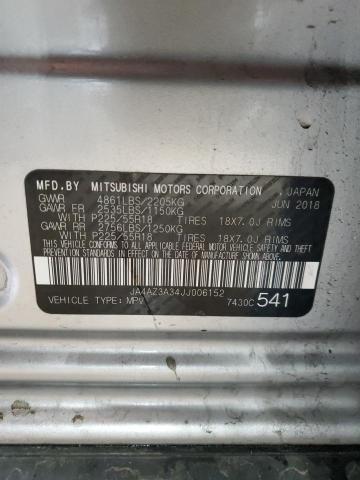 MFD.BY MITSUBISHI MOTORS CORPORATION, JAPAN
GVWR 4861LBS/2205KG JUN 2018
GAWR FR 2535LBS/1150KG
WITH P225/55R18 TIRES 18X7.0J RIMS
GAWR RR 2756LBS/1250KG
WITH P225/55R18 TIRES 18X7.0J RIMS
THIS VEHICLE CONFORMS TO ALL APPLICABLE FEDERAL MOTOR VEHICLE SAFETY, BUMPER, AND THEFT PREVENTION STANDARDS IN EFFECT ON THE DATE OF MANUFACTURE SHOWN ABOVE.
JA4AZ3A34JJ006152
VEHICLE TYPE: MPV 7430C 541